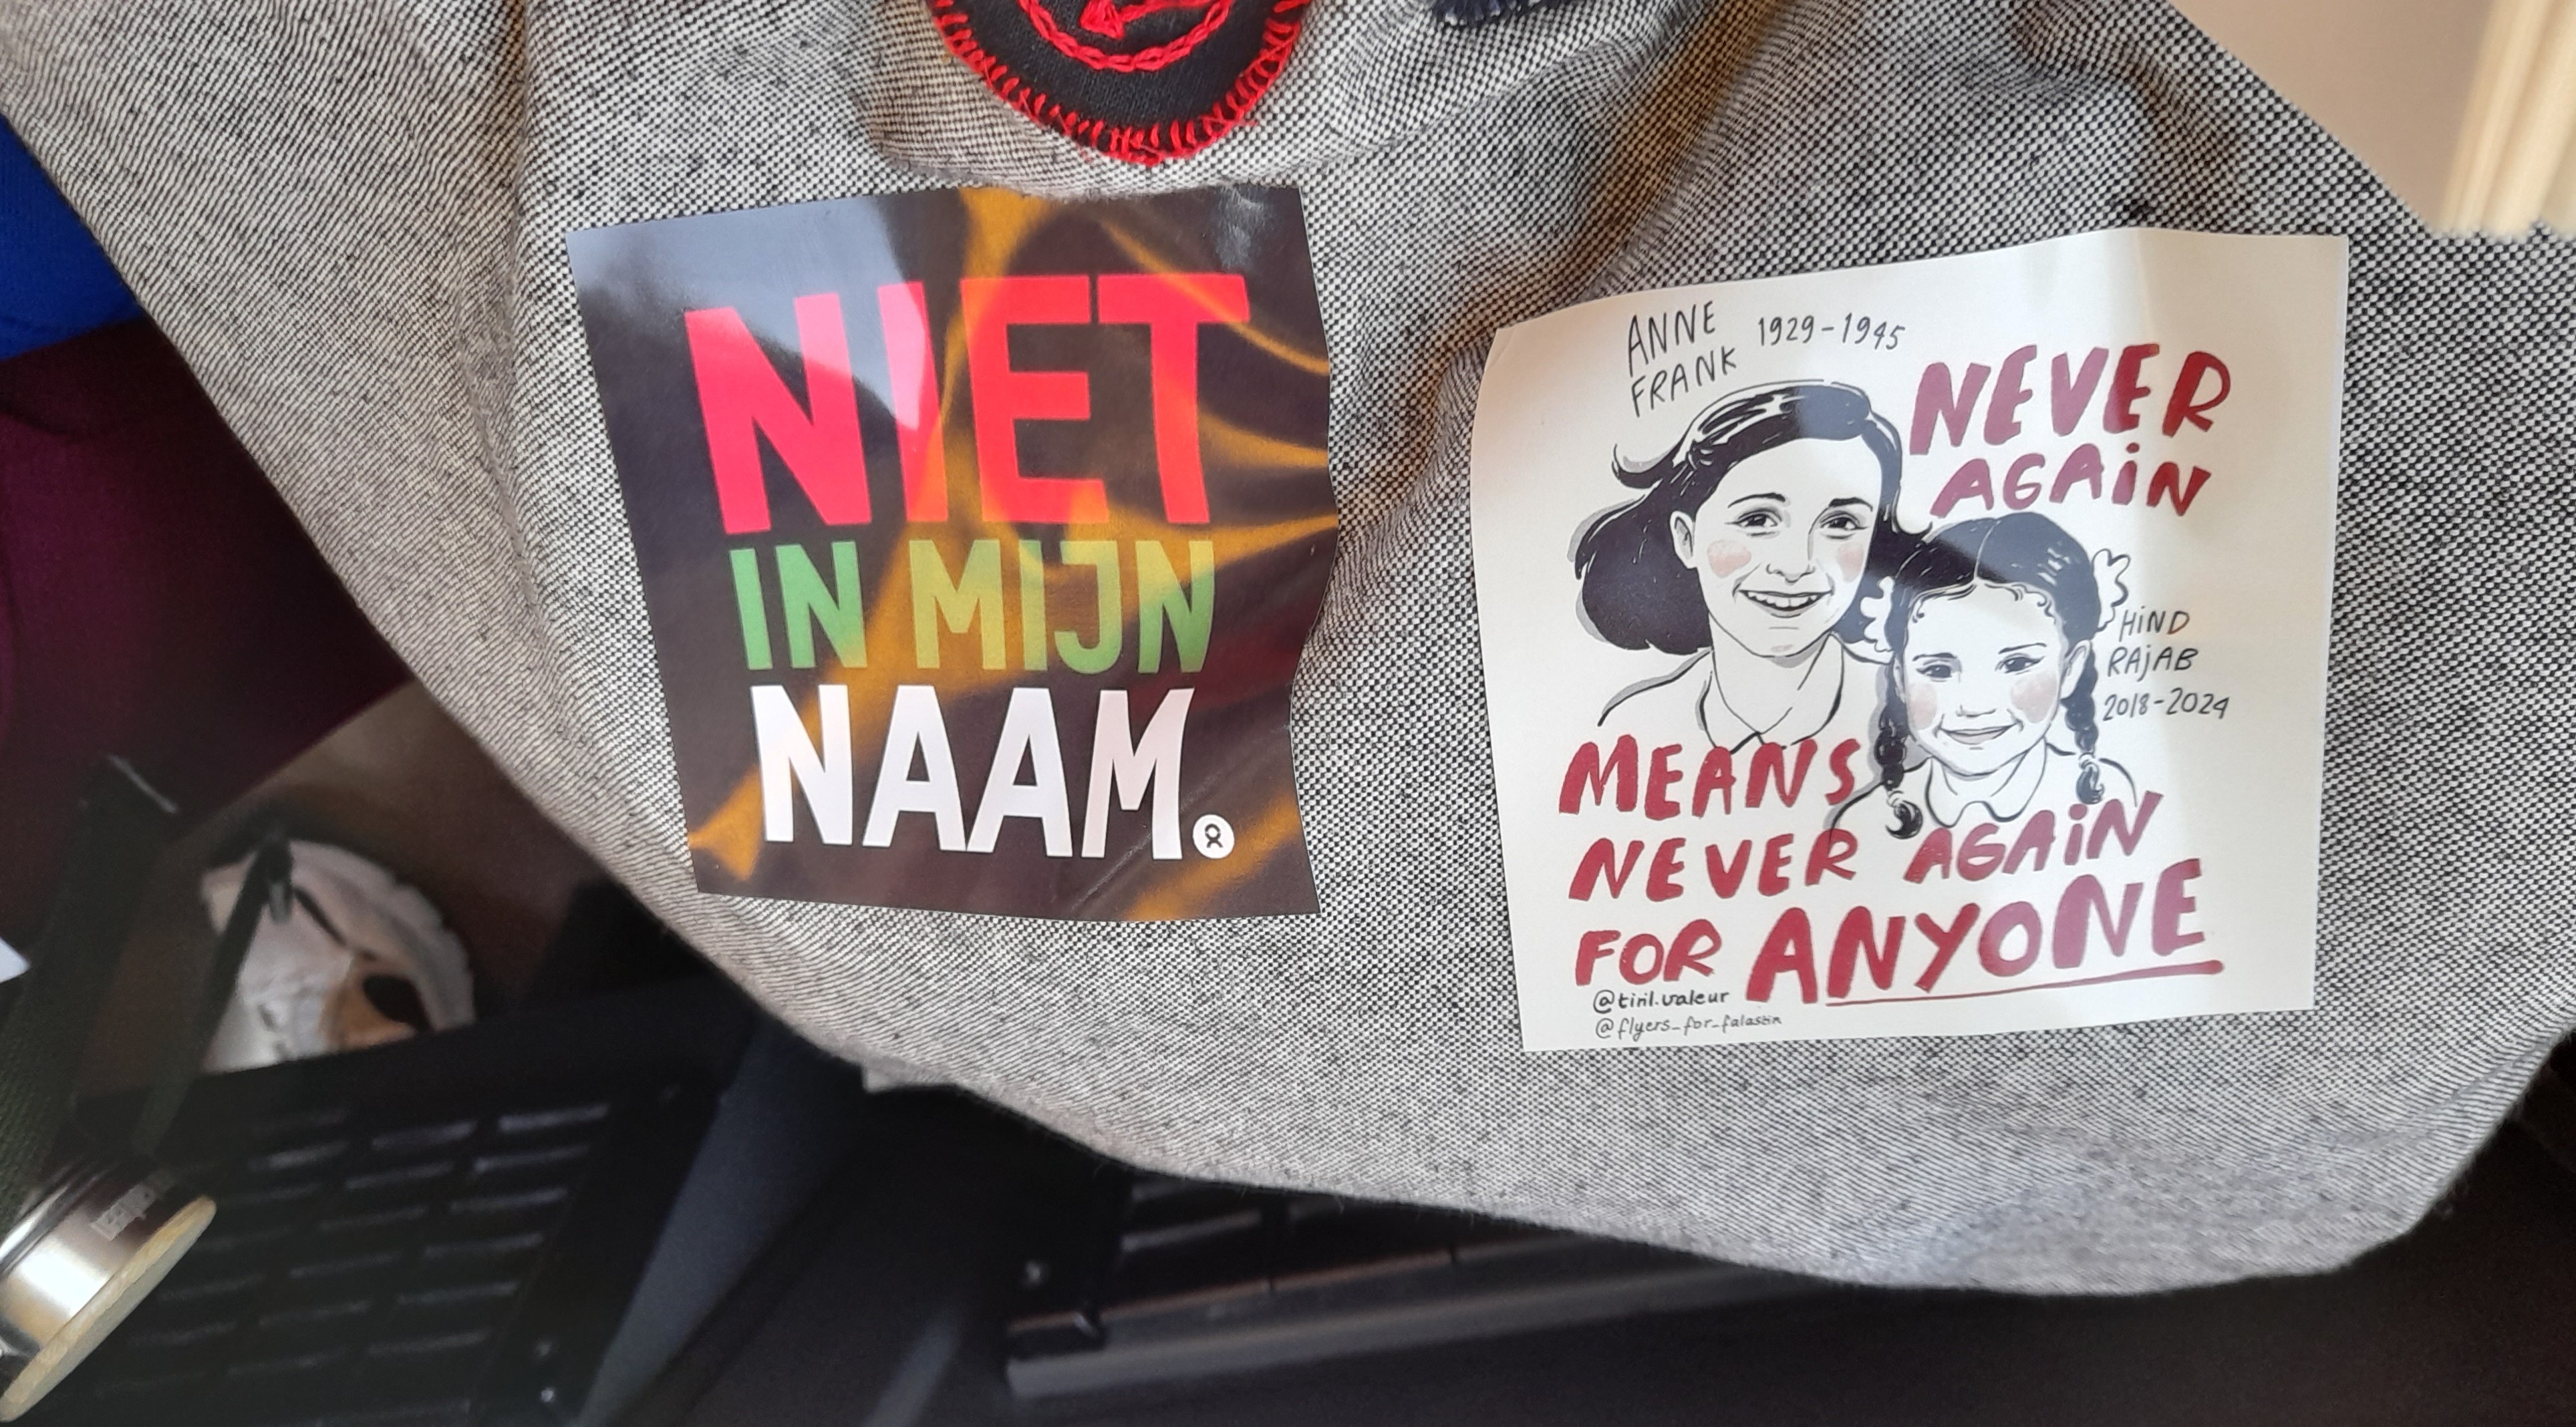 NIET
IN MIJN
NAAM.
ANNE
FRANK
1929-1945
NEVER
AGAIN
HIND
RAJAB
2018-2024
MEANS
NEVER AGAIN
FOR ANYONE
@tiril.valeur
@flyers_for_falastin